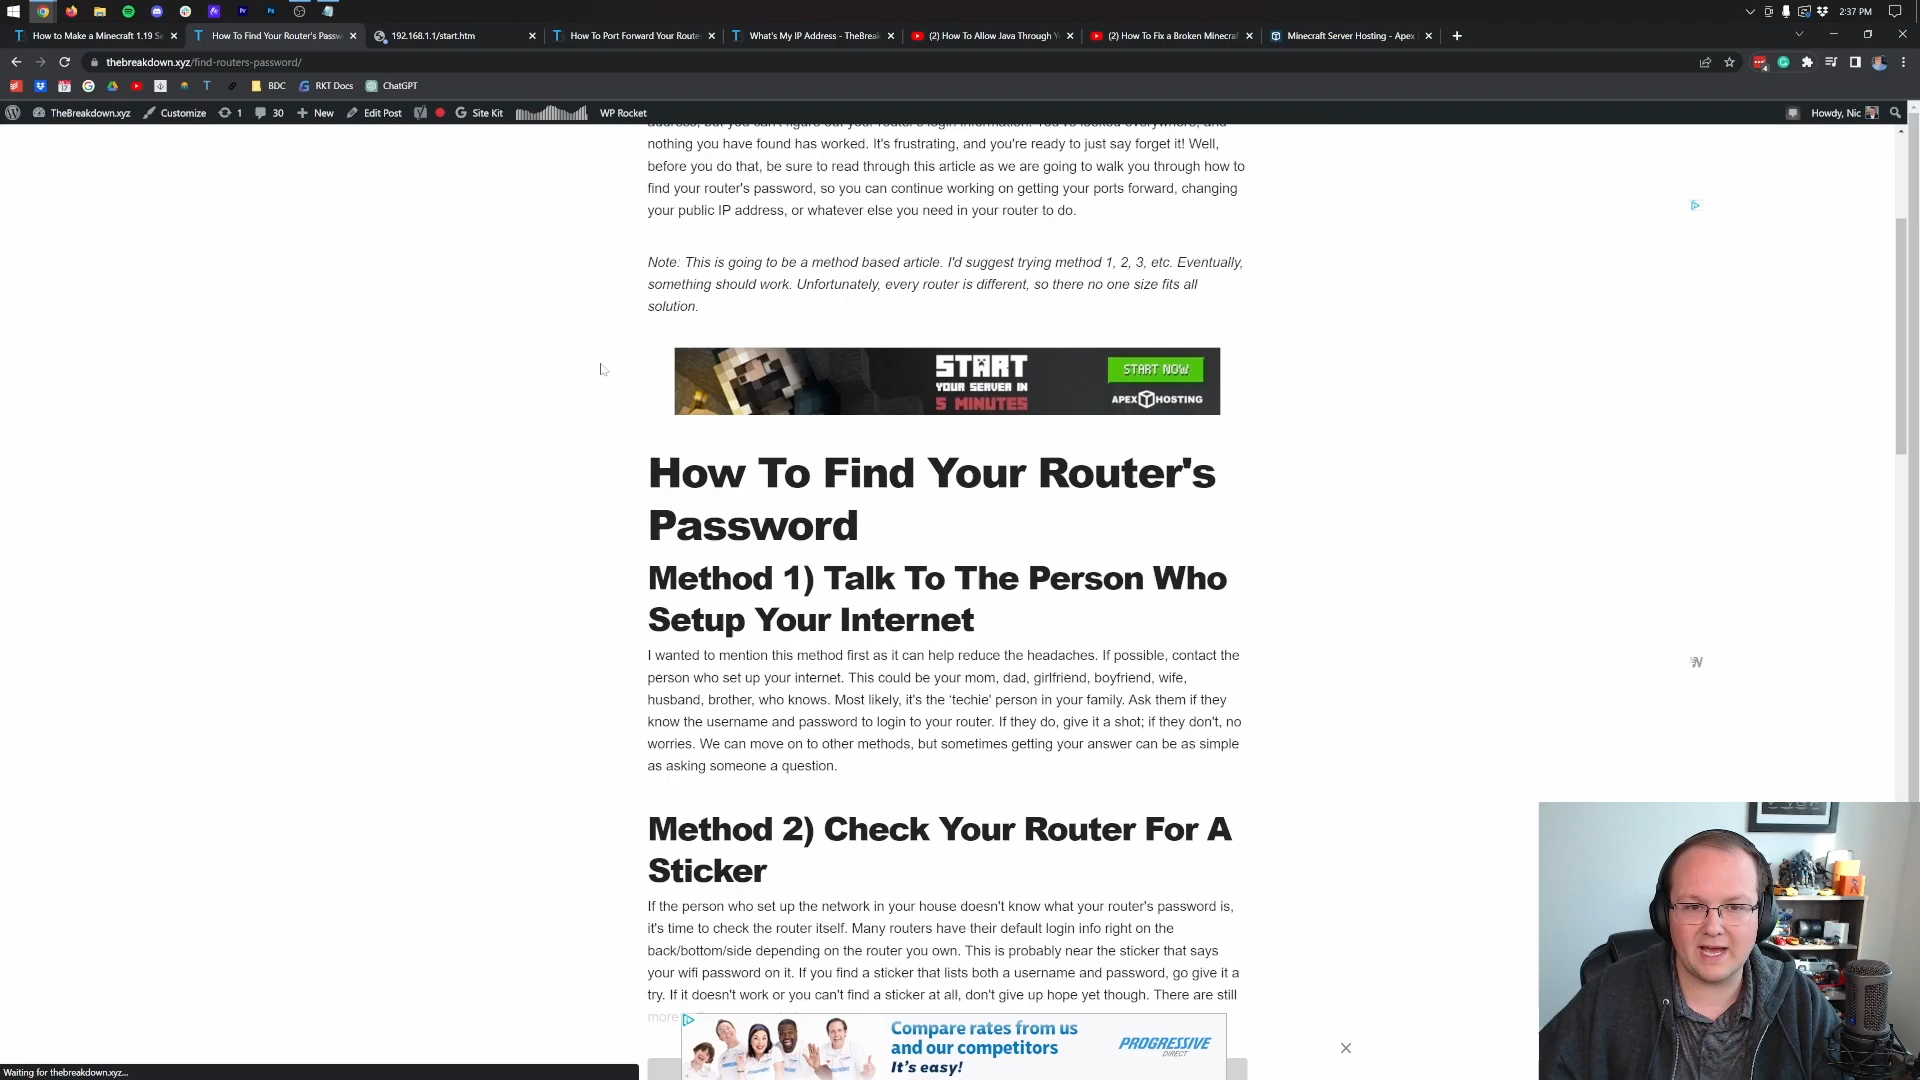 2:37 PM
How to Make a Minecraft 1.19 Se
How To Find Your Router's Passw
192.168.1.1/start.htm
How To Port Forward Your Route
What's My IP Address - TheBreak
(2) How To Allow Java Through Y
(2) How To Fix a Broken Minecraf
Minecraft Server Hosting - Apex
thebreakdown.xyz/find-routers-password/
BDC
RKT Docs
ChatGPT
TheBreakdown.xyz
Customize
1
30
New
Edit Post
Site Kit
WP Rocket
Howdy, Nic
address, but you can't figure out your router's login information. You've looked everywhere, and
nothing you have found has worked. It's frustrating, and you're ready to just say forget it! Well,
before you do that, be sure to read through this article as we are going to walk you through how to
find your router's password, so you can continue working on getting your ports forward, changing
your public IP address, or whatever else you need in your router to do.
Note: This is going to be a method based article. I'd suggest trying method 1, 2, 3, etc. Eventually,
something should work. Unfortunately, every router is different, so there no one size fits all
solution.
START
YOUR SERVER IN
5 MINUTES
START NOW
APEX HOSTING
How To Find Your Router's
Password
Method 1) Talk To The Person Who
Setup Your Internet
I wanted to mention this method first as it can help reduce the headaches. If possible, contact the
person who set up your internet. This could be your mom, dad, girlfriend, boyfriend, wife,
husband, brother, who knows. Most likely, it's the 'techie' person in your family. Ask them if they
know the username and password to login to your router. If they do, give it a shot; if they don't, no
worries. We can move on to other methods, but sometimes getting your answer can be as simple
as asking someone a question.
Method 2) Check Your Router For A
Sticker
If the person who set up the network in your house doesn't know what your router's password is,
it's time to check the router itself. Many routers have their default login info right on the
back/bottom/side depending on the router you own. This is probably near the sticker that says
your wifi password on it. If you find a sticker that lists both a username and password, go give it a
try. If it doesn't work or you can't find a sticker at all, don't give up hope yet though. There are still
more
Compare rates from us
and our competitors
It's easy!
PROGRESSIVE
DIRECT
Waiting for thebreakdown.xyz...